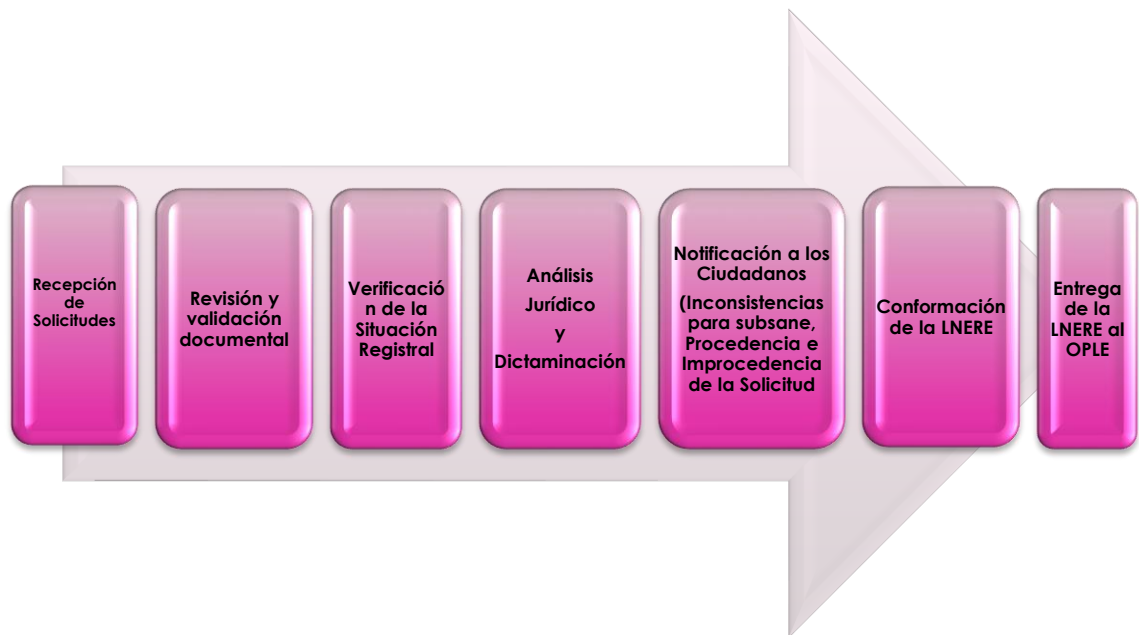 Recepción
de
Solicitudes
Revisión y
validación
documental
Verificació
n de la
Situación
Registral
Análisis
Jurídico
y
Dictaminación
Notificación a los
Ciudadanos
(Inconsistencias
para subsane,
Procedencia e
Improcedencia
de la Solicitud
Conformación
de la LNERE
Entrega
de la
LNERE al
OPLE